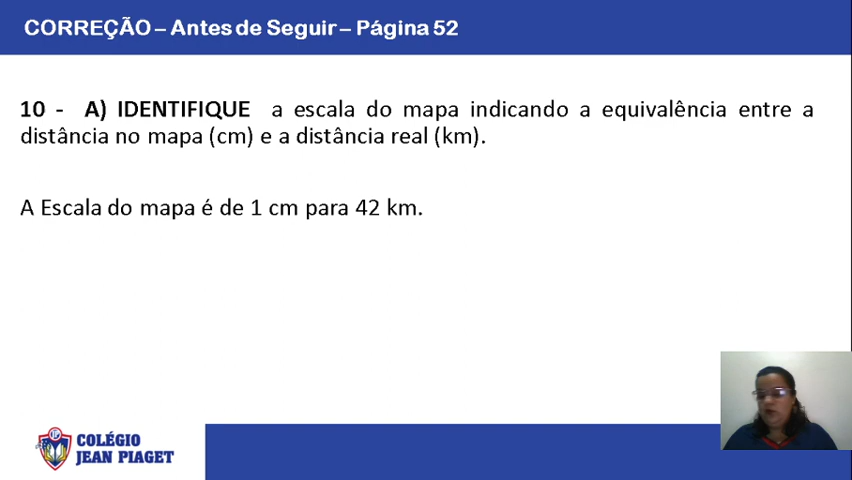 CORREÇÃO – Antes de Seguir – Página 52
10 - A) IDENTIFIQUE a escala do mapa indicando a equivalência entre a
distância no mapa (cm) e a distância real (km).
A Escala do mapa é de 1 cm para 42 km.
COLÉGIO
JEAN PIAGET